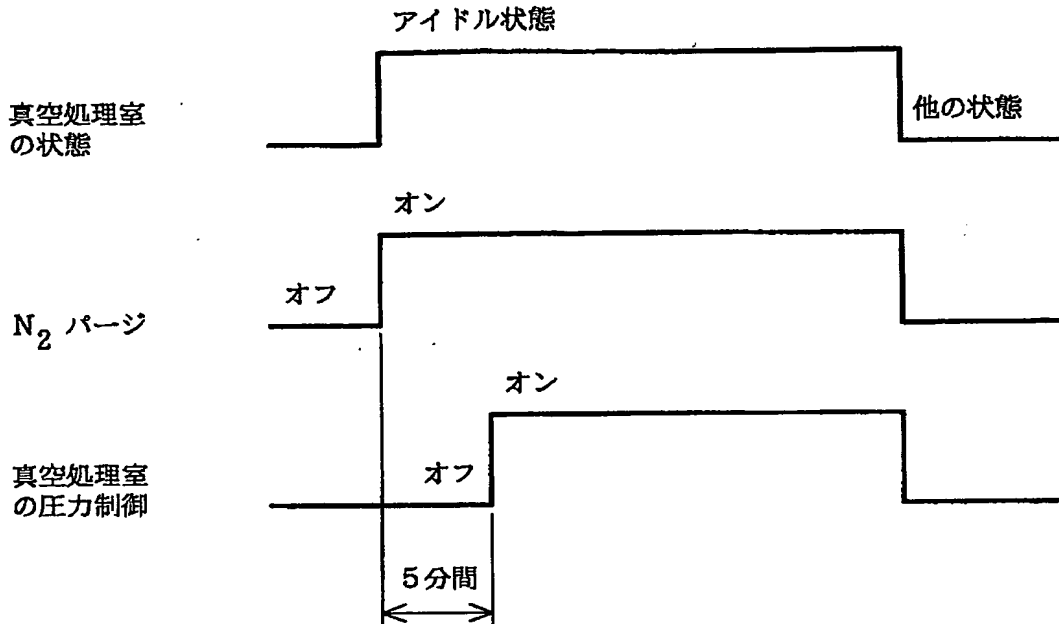 アイドル状態
真空処理室
の状態
他の状態
オン
オフ
N2 パージ
オン
オフ
真空処理室
の圧力制御
5分間